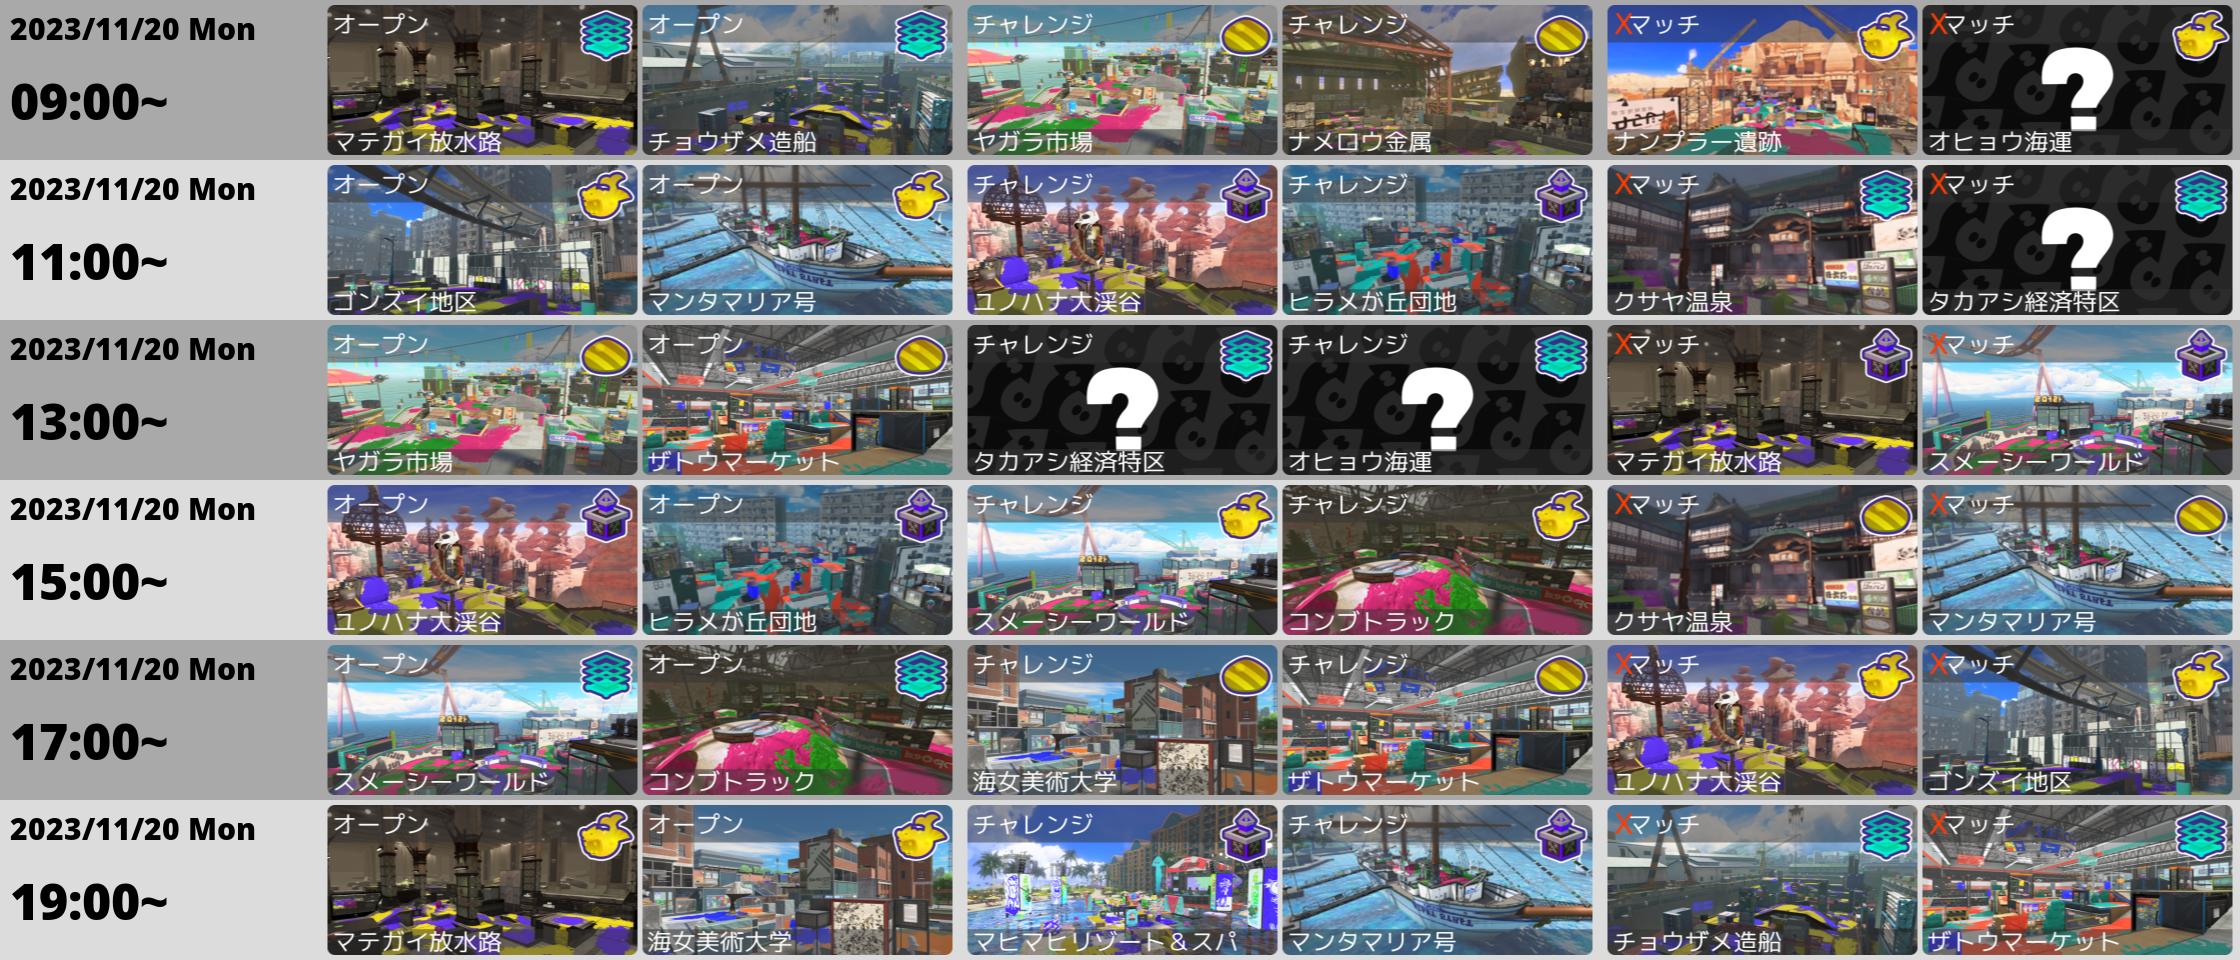 2023/11/20 Mon
09:00~
オープン
マテガイ放水路
オープン
チョウザメ造船
チャレンジ
ヤガラ市場
チャレンジ
ナメロウ金属
Xマッチ
ナンプラー遺跡
Xマッチ
?
オヒョウ海運
2023/11/20 Mon
11:00~
オープン
ゴンズイ地区
オープン
マンタマリア号
チャレンジ
ユノハナ大渓谷
チャレンジ
ヒラメが丘団地
Xマッチ
クサヤ温泉
Xマッチ
?
タカアシ経済特区
2023/11/20 Mon
13:00~
オープン
ヤガラ市場
オープン
ザトウマーケット
チャレンジ
?
タカアシ経済特区
チャレンジ
?
オヒョウ海運
Xマッチ
マテガイ放水路
Xマッチ
スメーシーワールド
2023/11/20 Mon
15:00~
オープン
ユノハナ大渓谷
オープン
ヒラメが丘団地
チャレンジ
スメーシーワールド
チャレンジ
コンブトラック
Xマッチ
クサヤ温泉
Xマッチ
マンタマリア号
2023/11/20 Mon
17:00~
オープン
スメーシーワールド
オープン
コンブトラック
チャレンジ
海女美術大学
チャレンジ
ザトウマーケット
Xマッチ
ユノハナ大渓谷
Xマッチ
ゴンズイ地区
2023/11/20 Mon
19:00~
オープン
マテガイ放水路
オープン
海女美術大学
チャレンジ
マヒマヒリゾート＆スパ
チャレンジ
マンタマリア号
Xマッチ
チョウザメ造船
Xマッチ
ザトウマーケット